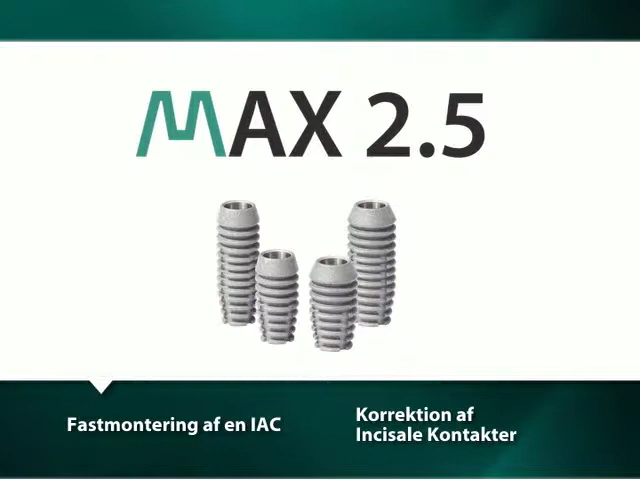 MAX 2.5
Fastmontering af en IAC
Korrektion af
Incisale Kontakter